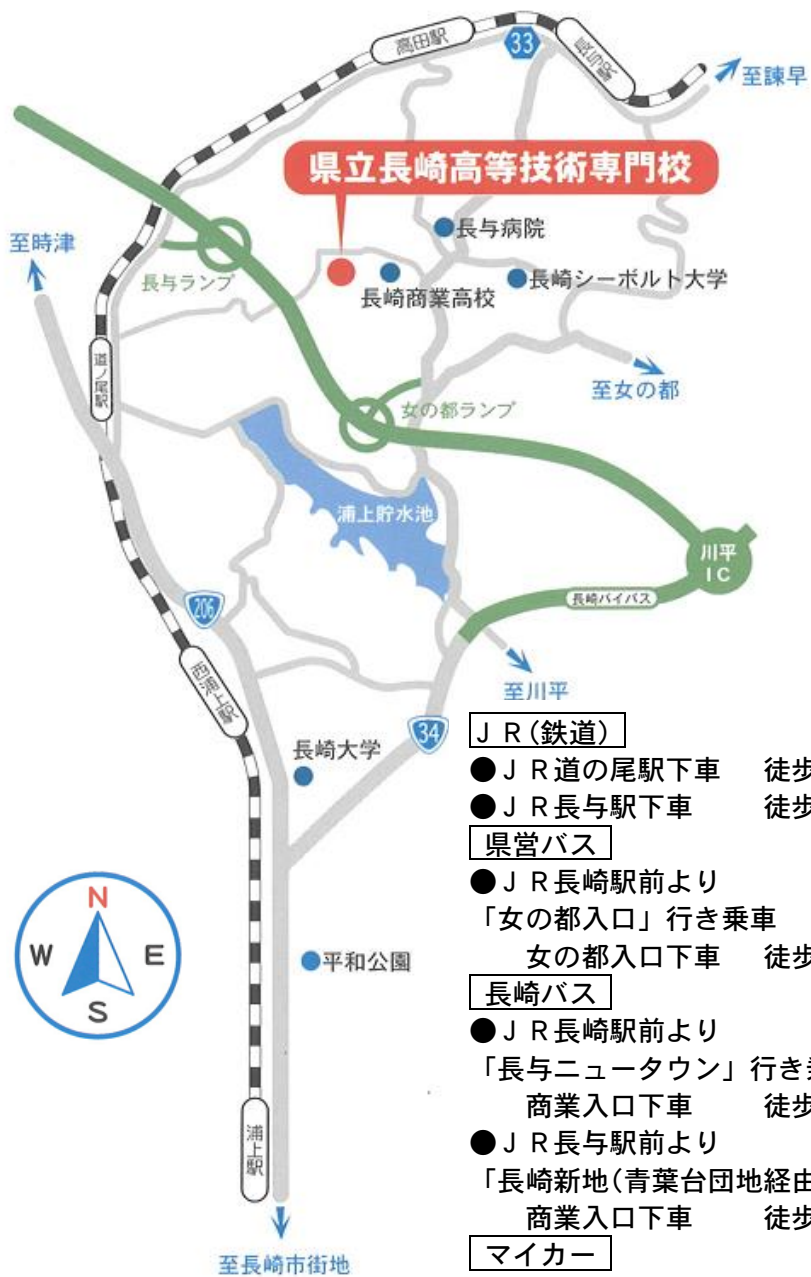 高田駅
33
長与駅
至諫早
県立長崎高等技術専門校
長与病院
至時津
長与ランプ
長崎商業高校
長崎シーボルト大学
道ノ尾駅
至女の都
女の都ランプ
浦上貯水池
川平
IC
長崎バイパス
206
西浦上駅
至川平
34
長崎大学
N
W E
S
平和公園
浦上駅
至長崎市街地
JR(鉄道)
●JR道の尾駅下車 徒歩
●JR長与駅下車 徒歩
県営バス
●JR長崎駅前より
「女の都入口」行き乗車
女の都入口下車 徒歩
長崎バス
●JR長崎駅前より
「長与ニュータウン」行き
商業入口下車 徒歩
●JR長与駅前より
「長崎新地(青葉台団地経由
商業入口下車 徒歩
マイカー